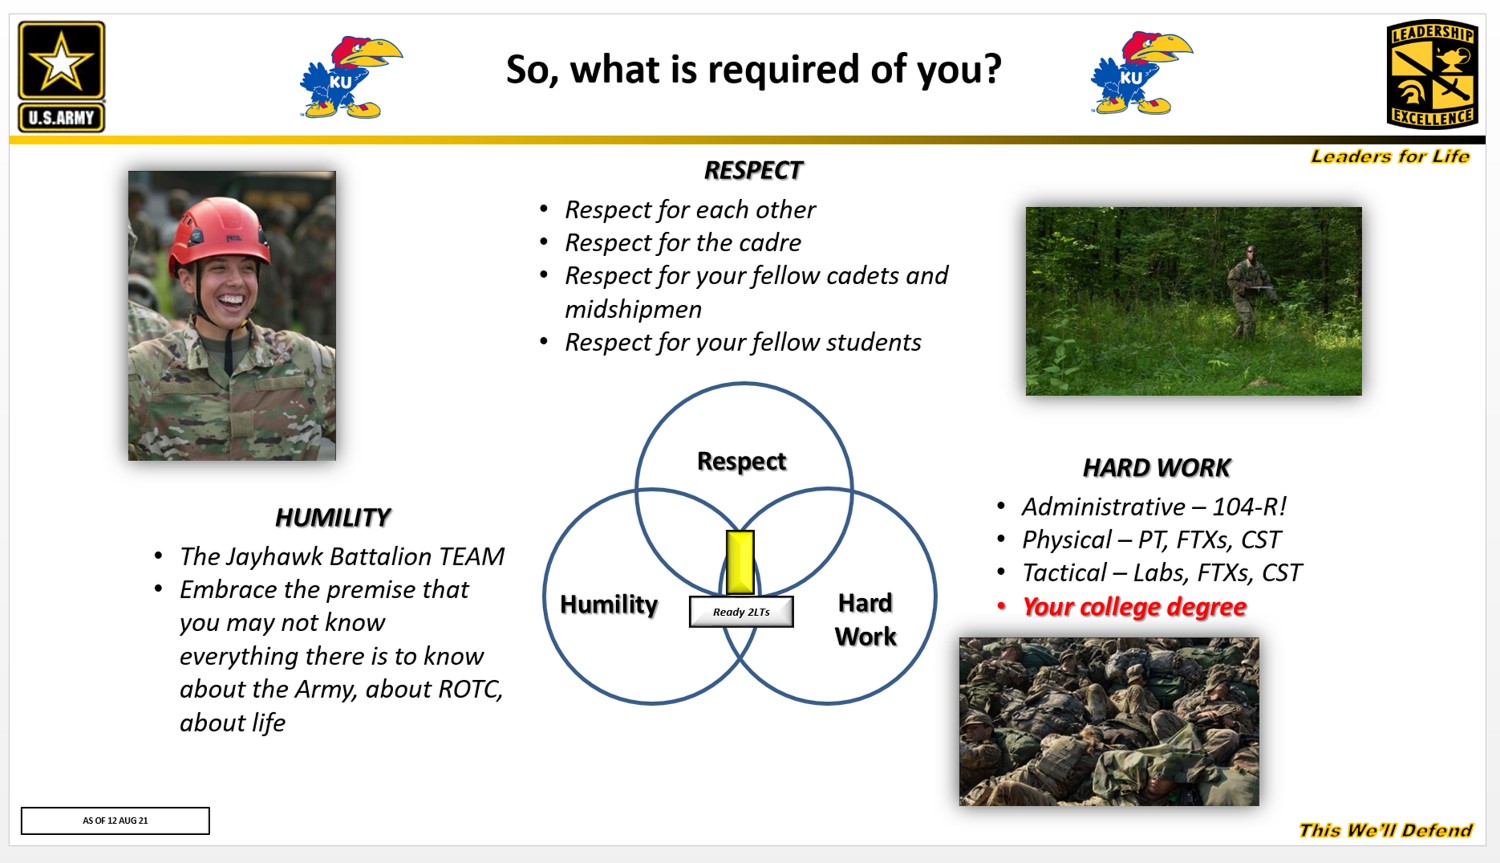 So, what is required of you?
KU
KU
U.S.ARMY
LEADERSHIP
EXCELLENCE
Leaders for Life
RESPECT
• Respect for each other
• Respect for the cadre
• Respect for your fellow cadets and
midshipmen
• Respect for your fellow students
PETZL
HUMILITY
• The Jayhawk Battalion TEAM
• Embrace the premise that
you may not know
everything there is to know
about the Army, about ROTC,
about life
Respect
Humility
Hard
Work
Ready 2LTs
HARD WORK
• Administrative – 104-R!
• Physical – PT, FTXs, CST
• Tactical – Labs, FTXs, CST
• Your college degree
AS OF 12 AUG 21
This We'll Defend